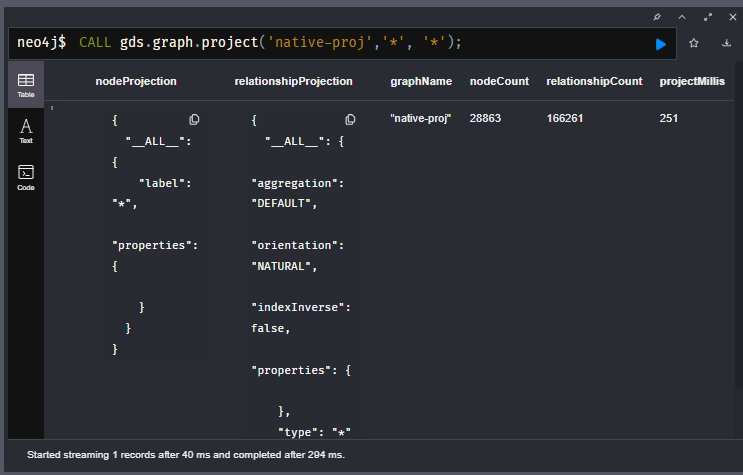 neo4j$ CALL gds.graph.project('native-proj','*', '*');
Table
Text
Code
nodeProjection relationshipProjection graphName nodeCount relationshipCount projectMillis
{
"__ALL__":
{
"label":
"*",
"properties":
{
}
}
}
{
"__ALL__": {
"aggregation":
"DEFAULT",
"orientation":
"NATURAL",
"indexInverse":
false,
"properties": {
},
"type": "*"
"native-proj" 28863 166261 251
Started streaming 1 records after 40 ms and completed after 294 ms.